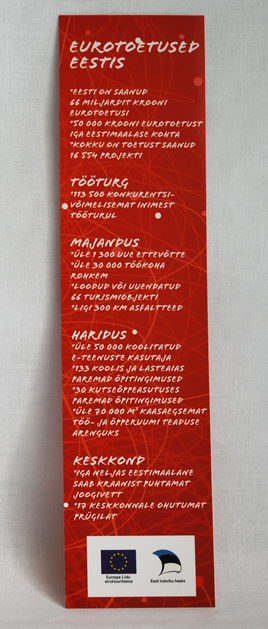 EUROTOETUSED
EESTIS
*EESTI ON SAANUD
66 MILJARDIT KROONI
EUROTOETUSI
*50 000 KROONI EUROTOETUST
IGA EESTIMAALASE KOHTA
*KOKKU ON TOETUST SAANUD
16 554 PROJEKTI
TÖÖTURG
*113 500 KONKURENTSI-
VÕIMELISEMAT INIMEST
TÖÖTURUL
MAJANDUS
*ÜLE 1 300 UUE ETTEVÕTTE
*ÜLE 30 000 TÖÖKOHA
ROHKEM
*LOODUD VÕI UUENDATUD
66 TURISMIOBJEKTI
*LIGI 300 KM ASFALTTEED
HARIDUS
*ÜLE 50 000 KOOLITATUD
E-TEENUSTE KASUTAJA
*133 KOOLIS JA LASTEAIAS
PAREMAD ÕPITINGIMUSED
*30 KUTSEÕPPEASUTUSES
PAREMAD ÕPITINGIMUSED
*ÜLE 70 000 M² KAASAEGSEMAT
TÖÖ- JA ÕPPERUUMI TEADUSE
ARENGUKS
KESKKOND
*IGA NELJAS EESTIMAALANE
SAAB KRAANIST PUHTAMAT
JOOGIVETT
*17 KESKKONNALE OHUTUMAT
PRÜGILAT
Euroopa Liidu
struktuuritoetus
Eesti tuleviku heaks